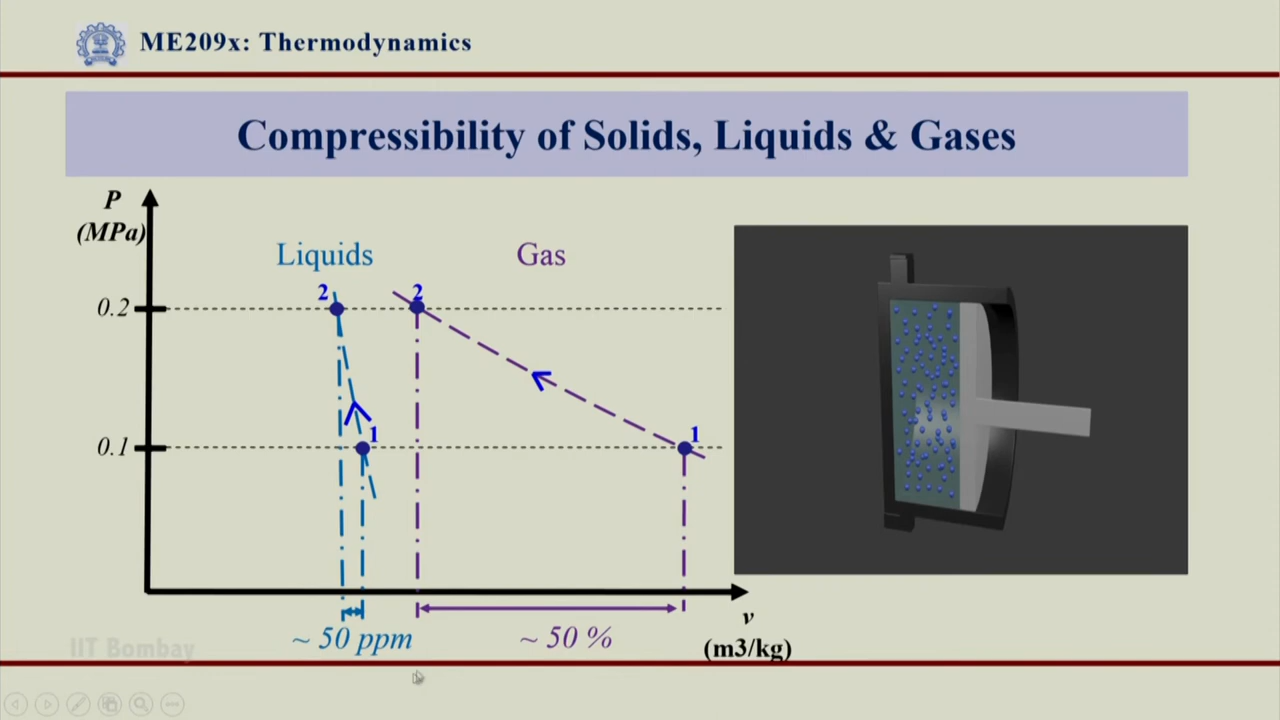 ME209x: Thermodynamics
Compressibility of Solids, Liquids & Gases
P
(MPa)
Liquids
Gas
2
2
0.2
1
1
0.1
~ 50 ppm
~ 50 %
v
(m3/kg)
IIT Bombay